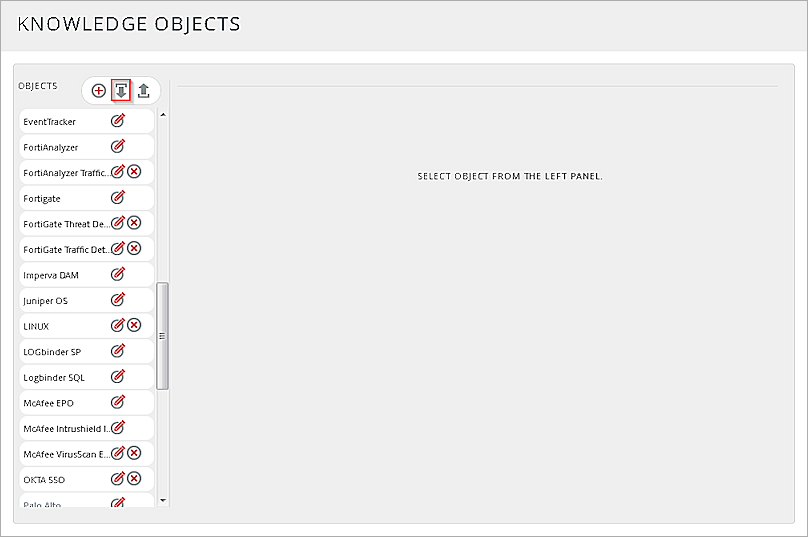 KNOWLEDGE OBJECTS
OBJECTS
EventTracker
FortiAnalyzer
FortiAnalyzer Traffic...
Fortigate
FortiGate Threat De...
FortiGate Traffic Det...
Imperva DAM
Juniper OS
LINUX
LOGbinder SP
Logbinder SQL
McAfee EPO
McAfee Intrushield I...
McAfee VirusScan E...
OKTA SSO
Palo Alto
SELECT OBJECT FROM THE LEFT PANEL.